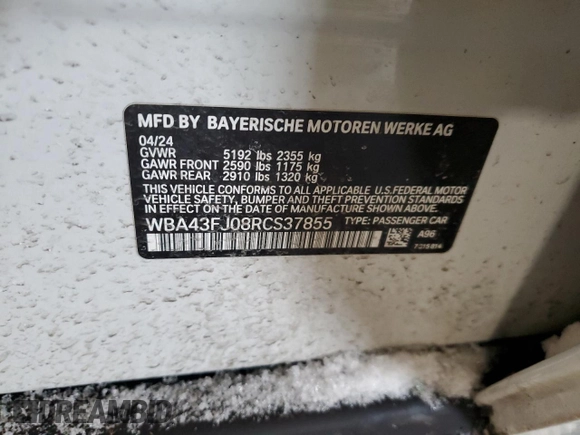 MFD BY BAYERISCHE MOTOREN WERKE AG
04/24
GVWR 5192 lbs 2355 kg
GAWR FRONT 2590 lbs 1175 kg
GAWR REAR 2910 lbs 1320 kg
THIS VEHICLE CONFORMS TO ALL APPLICABLE U.S.FEDERAL MOTOR
VEHICLE SAFETY, BUMPER AND THEFT PREVENTION STANDARDS
IN EFFECT ON THE DATE OF MANUFACTURE SHOWN ABOVE.
WBA43FJ08RCS37855 TYPE: PASSENGER CAR
A96